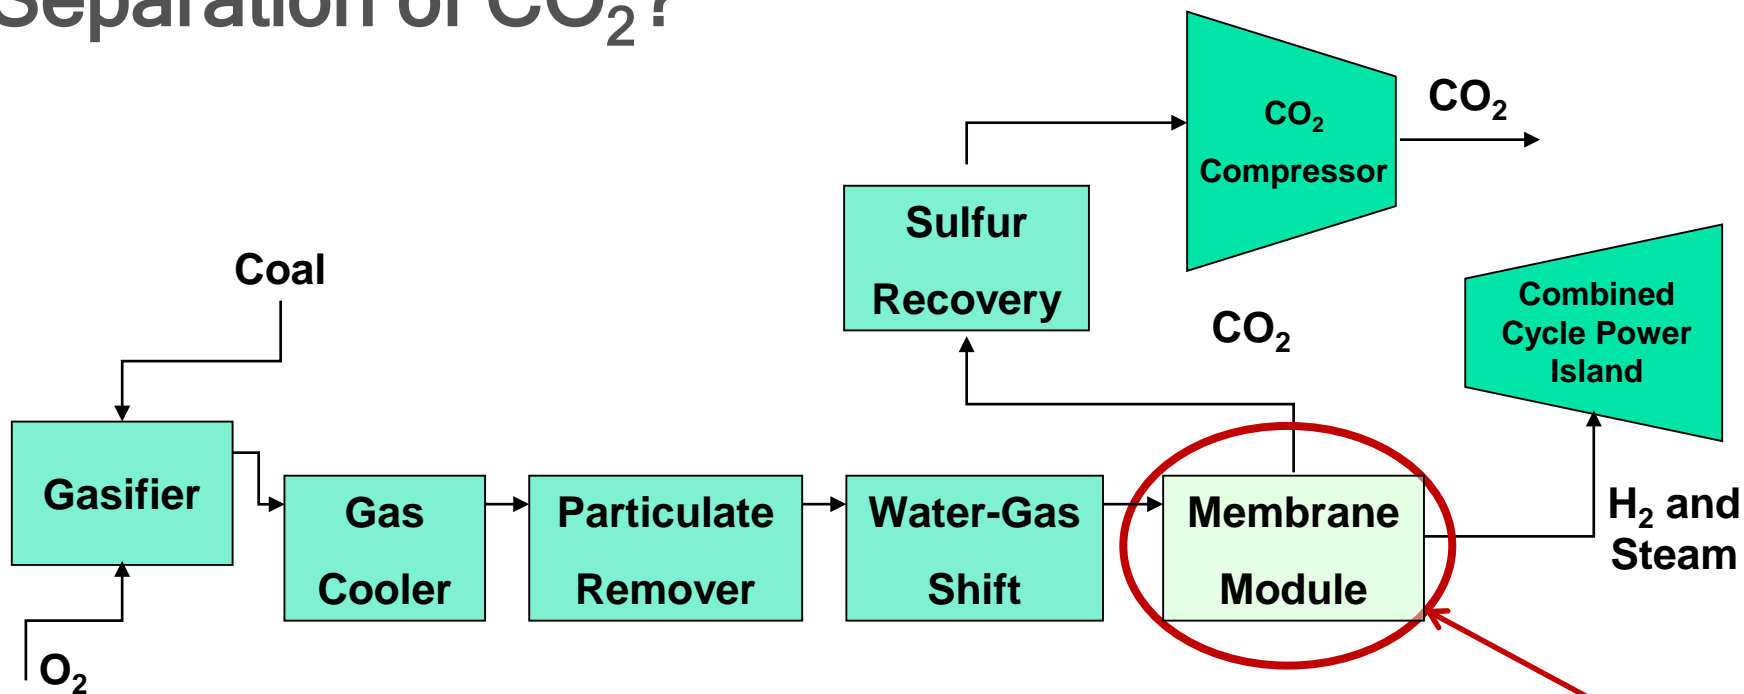 Separation of CO₂?
CO₂
Compressor
CO₂
Sulfur
Recovery
Coal
CO₂
Combined
Cycle Power
Island
Gasifier
Gas
Cooler
Particulate
Remover
Water-Gas
Shift
Membrane
Module
H₂ and
Steam
O₂